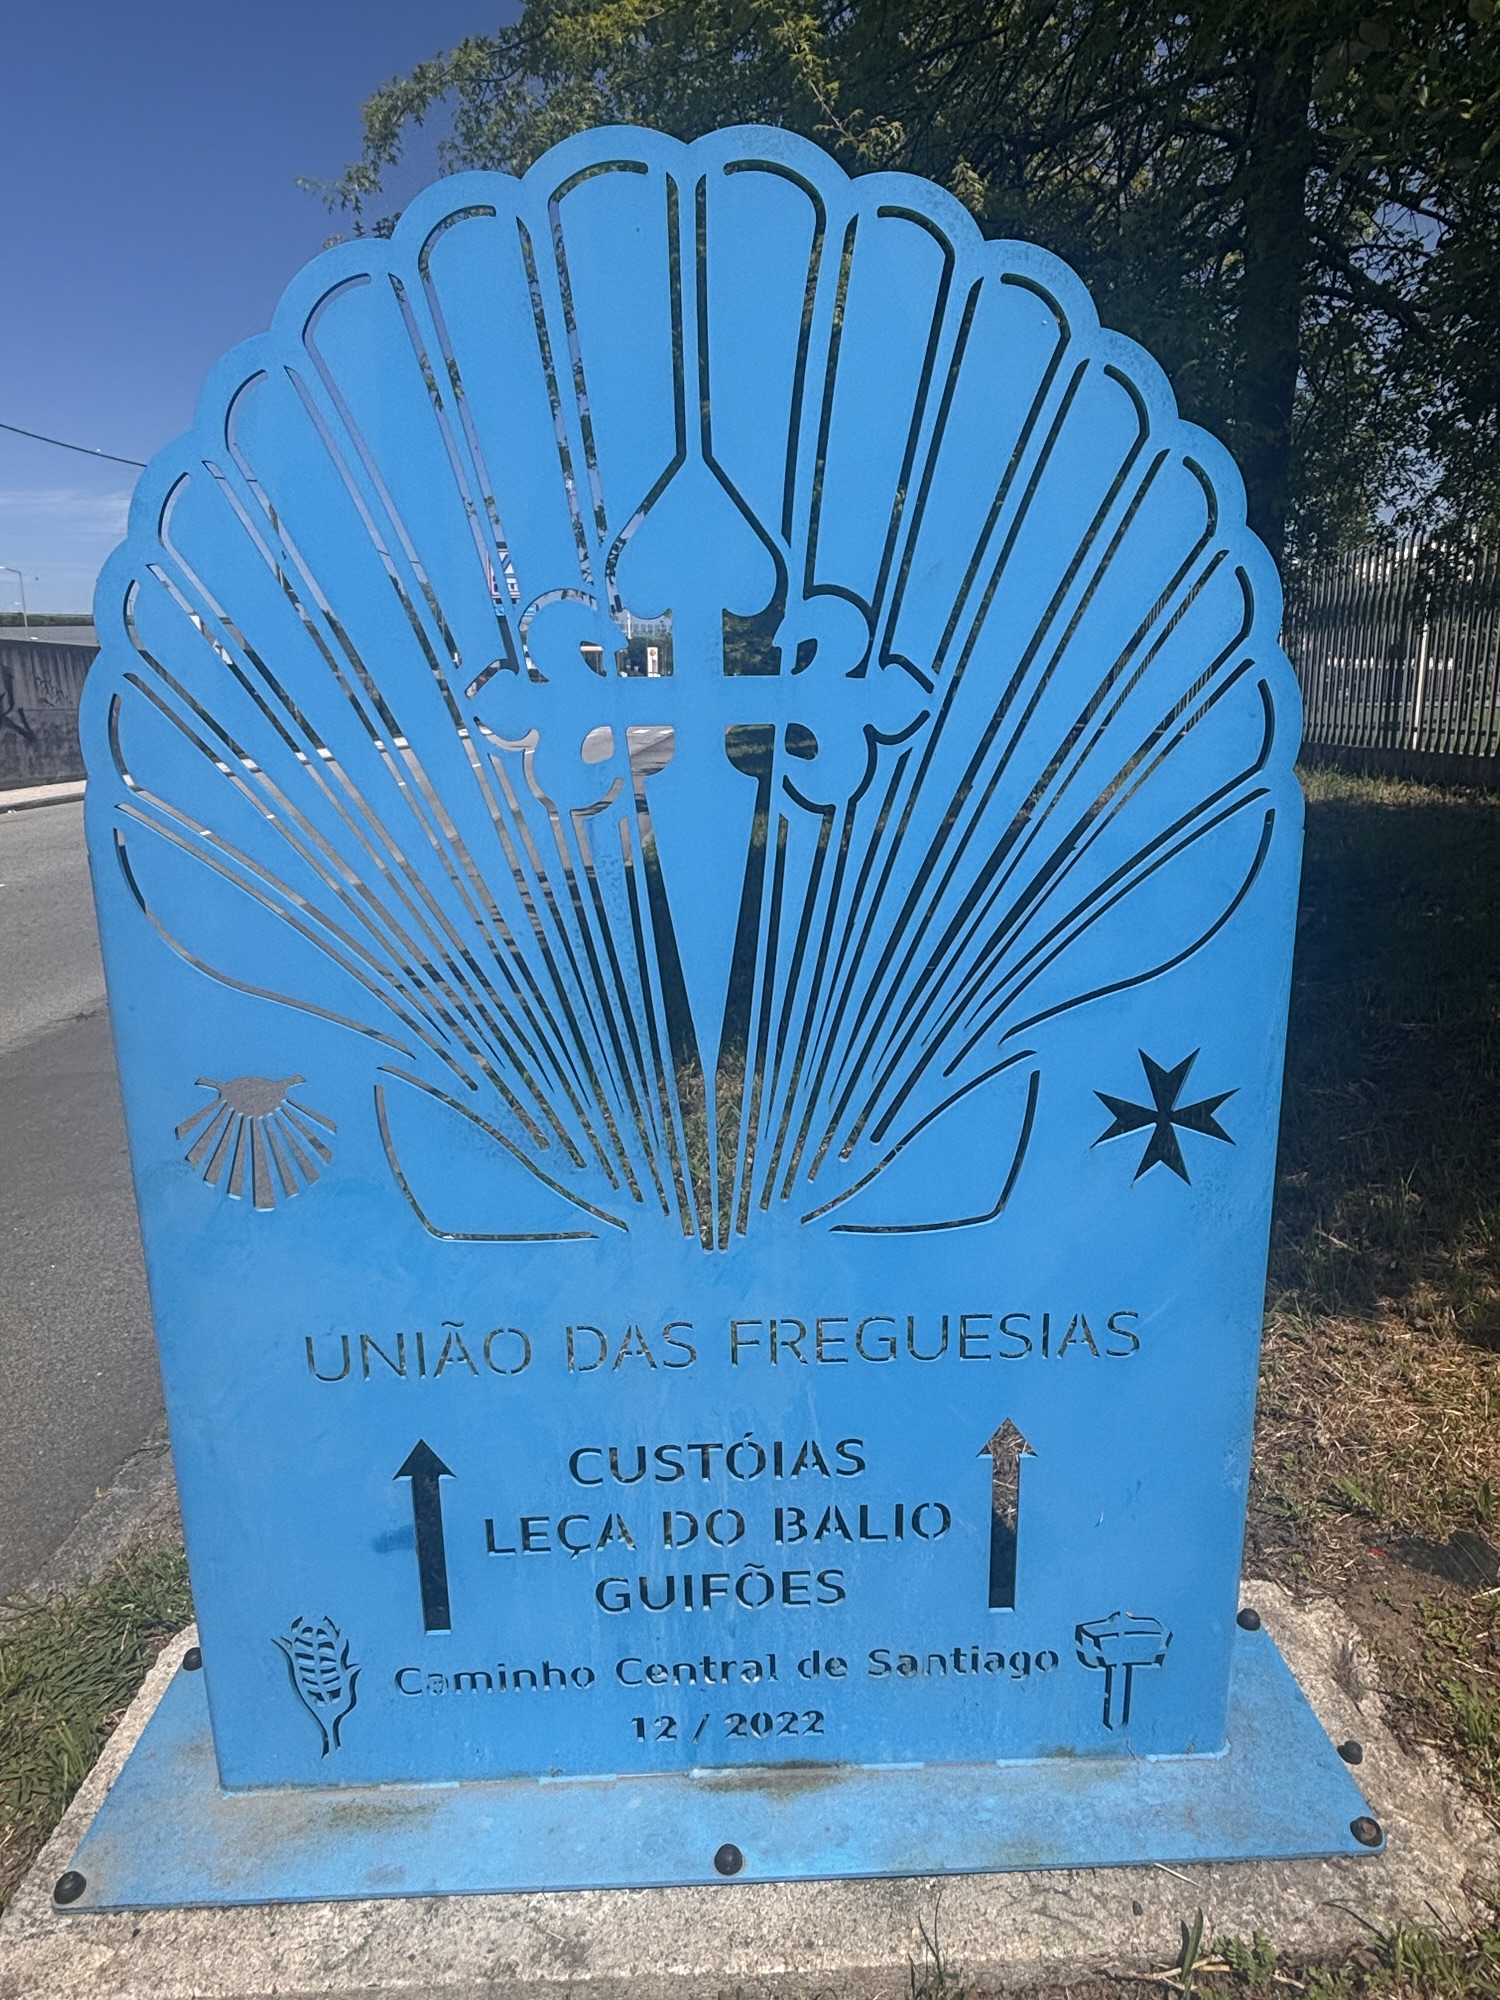 UNIÃO DAS FREGUESIAS
CUSTÓIAS
LEÇA DO BALIO
GUIFÕES
Caminho Central de Santiago
12 / 2022